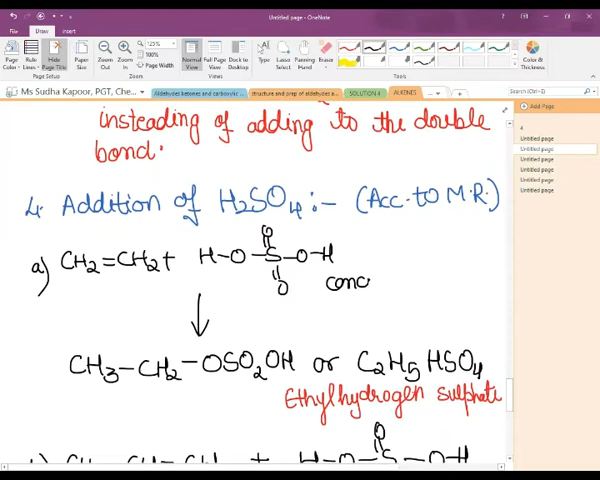 Untitled page - OneNote
File Draw Insert
Page Color Rule Lines Hide Page Title Paper Size Zoom Out Zoom In 125% 100% Page Width Normal View Full Page View Dock to Desktop Type Lasso Select Panning Hand Eraser Color & Thickness
Page Setup Zoom Views Tools
Ms Sudha Kapoor, PGT, Che... Aldehydes ketones and carboxylic structure and prep of aldehydes a... SOLUTION 4 ALKENES Search (Ctrl+E)
Add Page
4
Untitled page
Untitled page
Untitled page
Untitled page
Untitled page
Untitled page
insteading of adding to the double
bond.
4. Addition of H2SO4 :- (Acc. to M.R.)
a) CH2=CH2 + H-O-S-O-H
O
O
conc
CH3-CH2-OSO2OH or C2H5HSO4
Ethylhydrogen sulphate
O
H-O-S-O-H